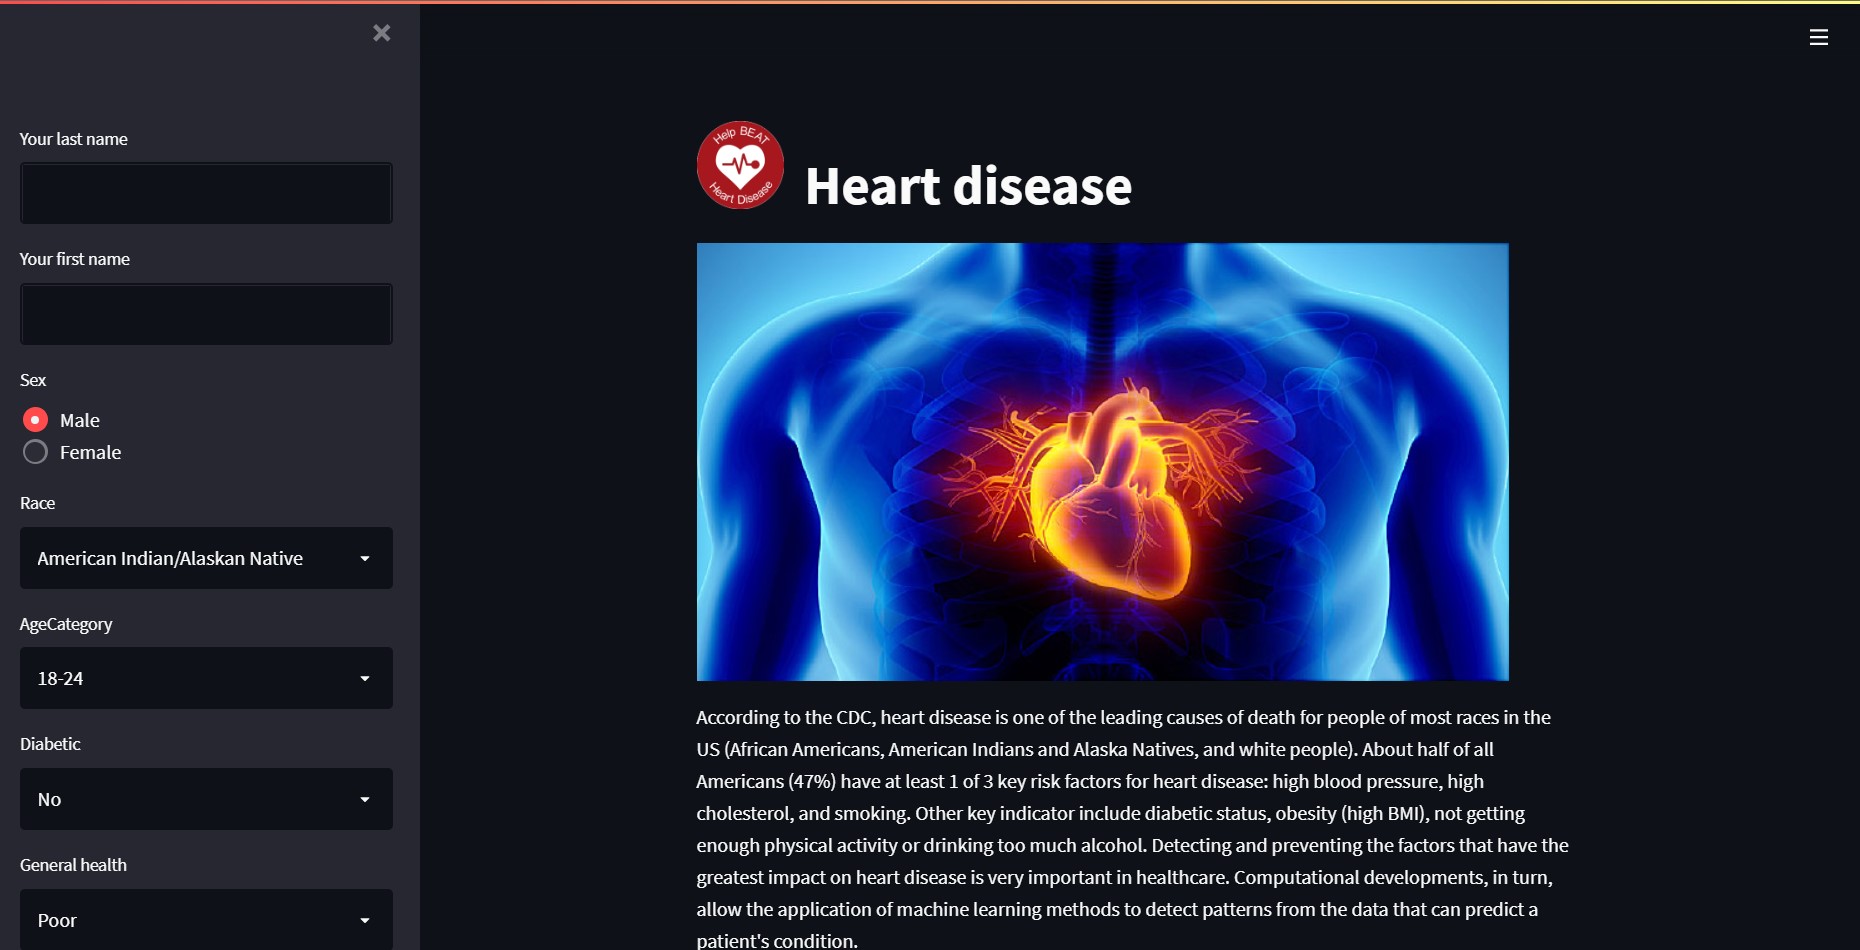 Your last name
Your first name
Sex
Male
Female
Race
American Indian/Alaskan Native
AgeCategory
18-24
Diabetic
No
General health
Poor
Help BEAT
Heart Disease
Heart disease
According to the CDC, heart disease is one of the leading causes of death for people of most races in the
US (African Americans, American Indians and Alaska Natives, and white people). About half of all
Americans (47%) have at least 1 of 3 key risk factors for heart disease: high blood pressure, high
cholesterol, and smoking. Other key indicator include diabetic status, obesity (high BMI), not getting
enough physical activity or drinking too much alcohol. Detecting and preventing the factors that have the
greatest impact on heart disease is very important in healthcare. Computational developments, in turn,
allow the application of machine learning methods to detect patterns from the data that can predict a
patient's condition.